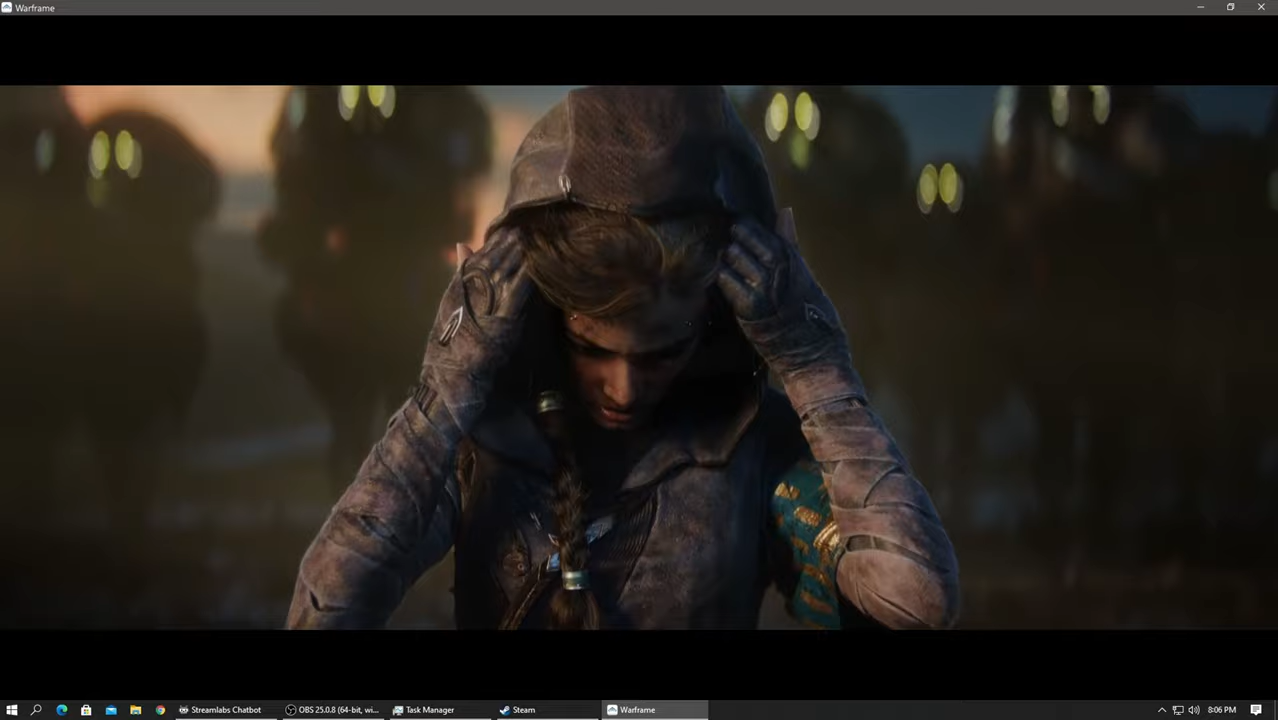 Warframe
Streamlabs Chatbot
OBS 25.0.8 (64-bit, wi...
Task Manager
Steam
Warframe
8:06 PM